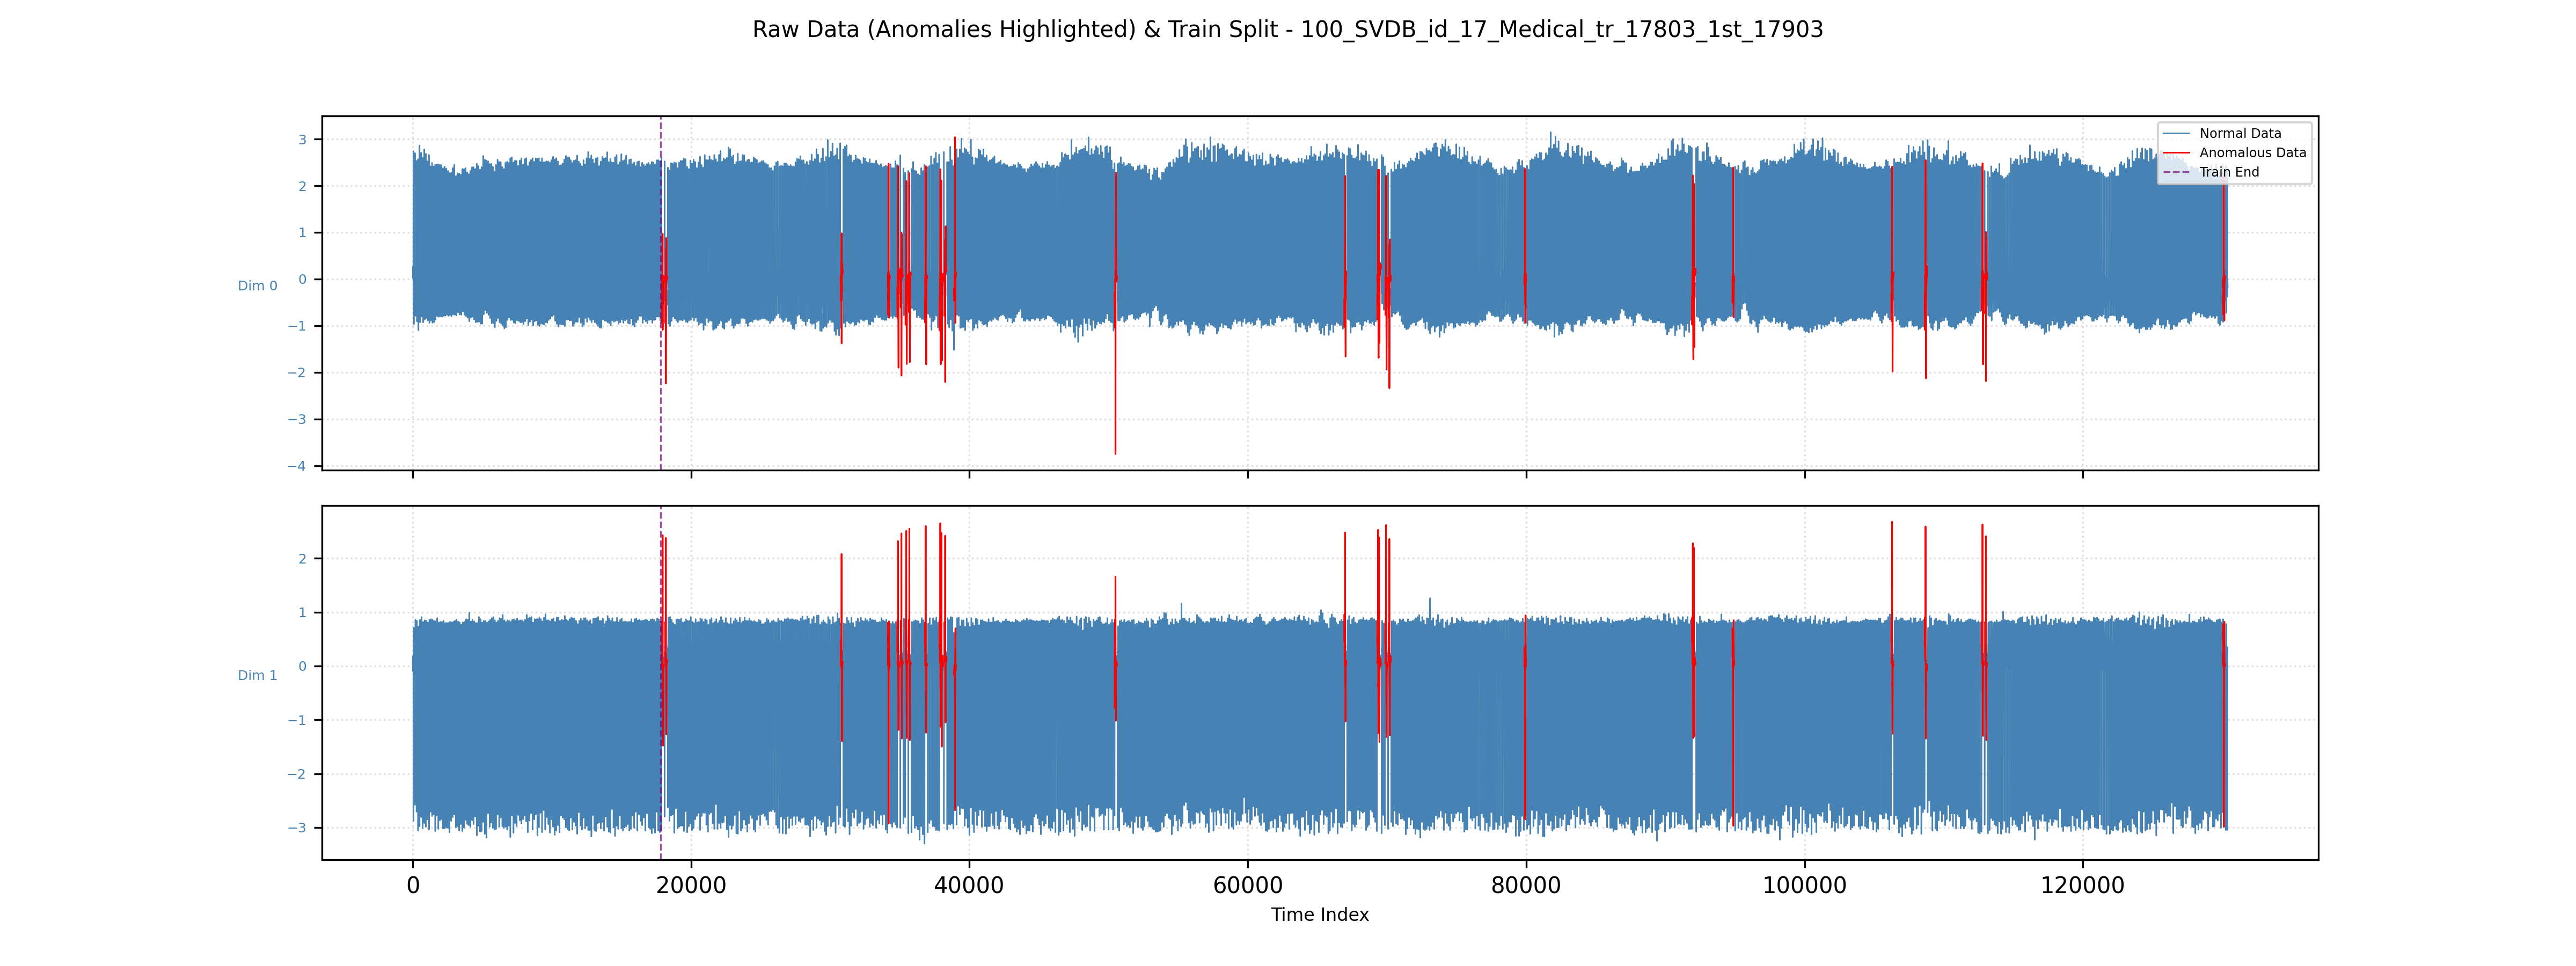 Raw Data (Anomalies Highlighted) & Train Split - 100_SVDB_id_17_Medical_tr_17803_1st_17903
3
2
1
0
−1
−2
−3
−4
Dim 0
Normal Data
Anomalous Data
Train End
2
1
0
−1
−2
−3
Dim 1
0 20000 40000 60000 80000 100000 120000
Time Index